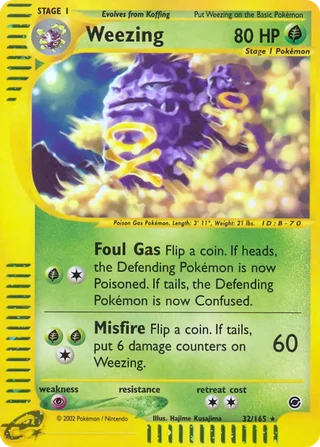 STAGE 1 Evolves from Koffing Put Weezing on the Basic Pokémon
Weezing 80 HP
Stage 1 Pokémon
Poison Gas Pokémon, Length: 3' 11", Weight: 21 lbs. ID: B-70
Foul Gas Flip a coin. If heads,
the Defending Pokémon is now
Poisoned. If tails, the Defending
Pokémon is now Confused.
Misfire Flip a coin. If tails, 60
put 6 damage counters on
Weezing.
weakness resistance retreat cost
© 2002 Pokémon / Nintendo Illus. Hajime Kusajima 32/165 ★